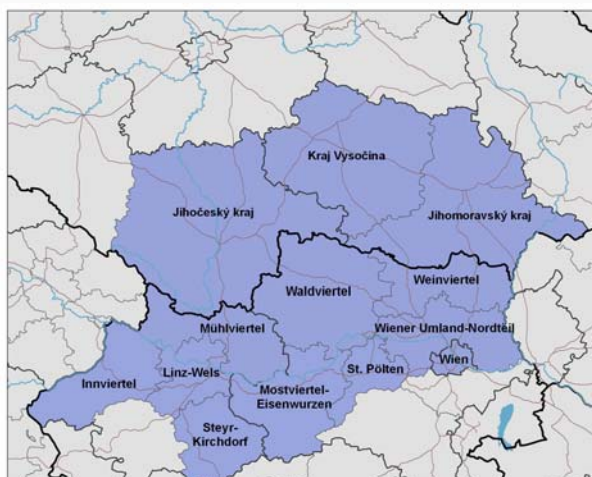 Kraj Vysočina
Jihočeský kraj
Jihomoravský kraj
Weinviertel
Waldviertel
Mühlviertel
Wiener Umland-Nordteil
Wien
St. Pölten
Linz-Wels
Innviertel
Mostviertel-
Eisenwurzen
Steyr-
Kirchdorf